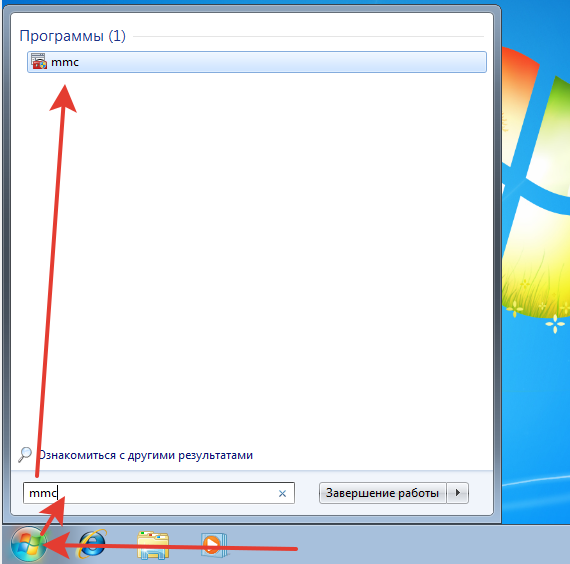 Программы (1)
mmc
Ознакомиться с другими результатами
mmc
Завершение работы